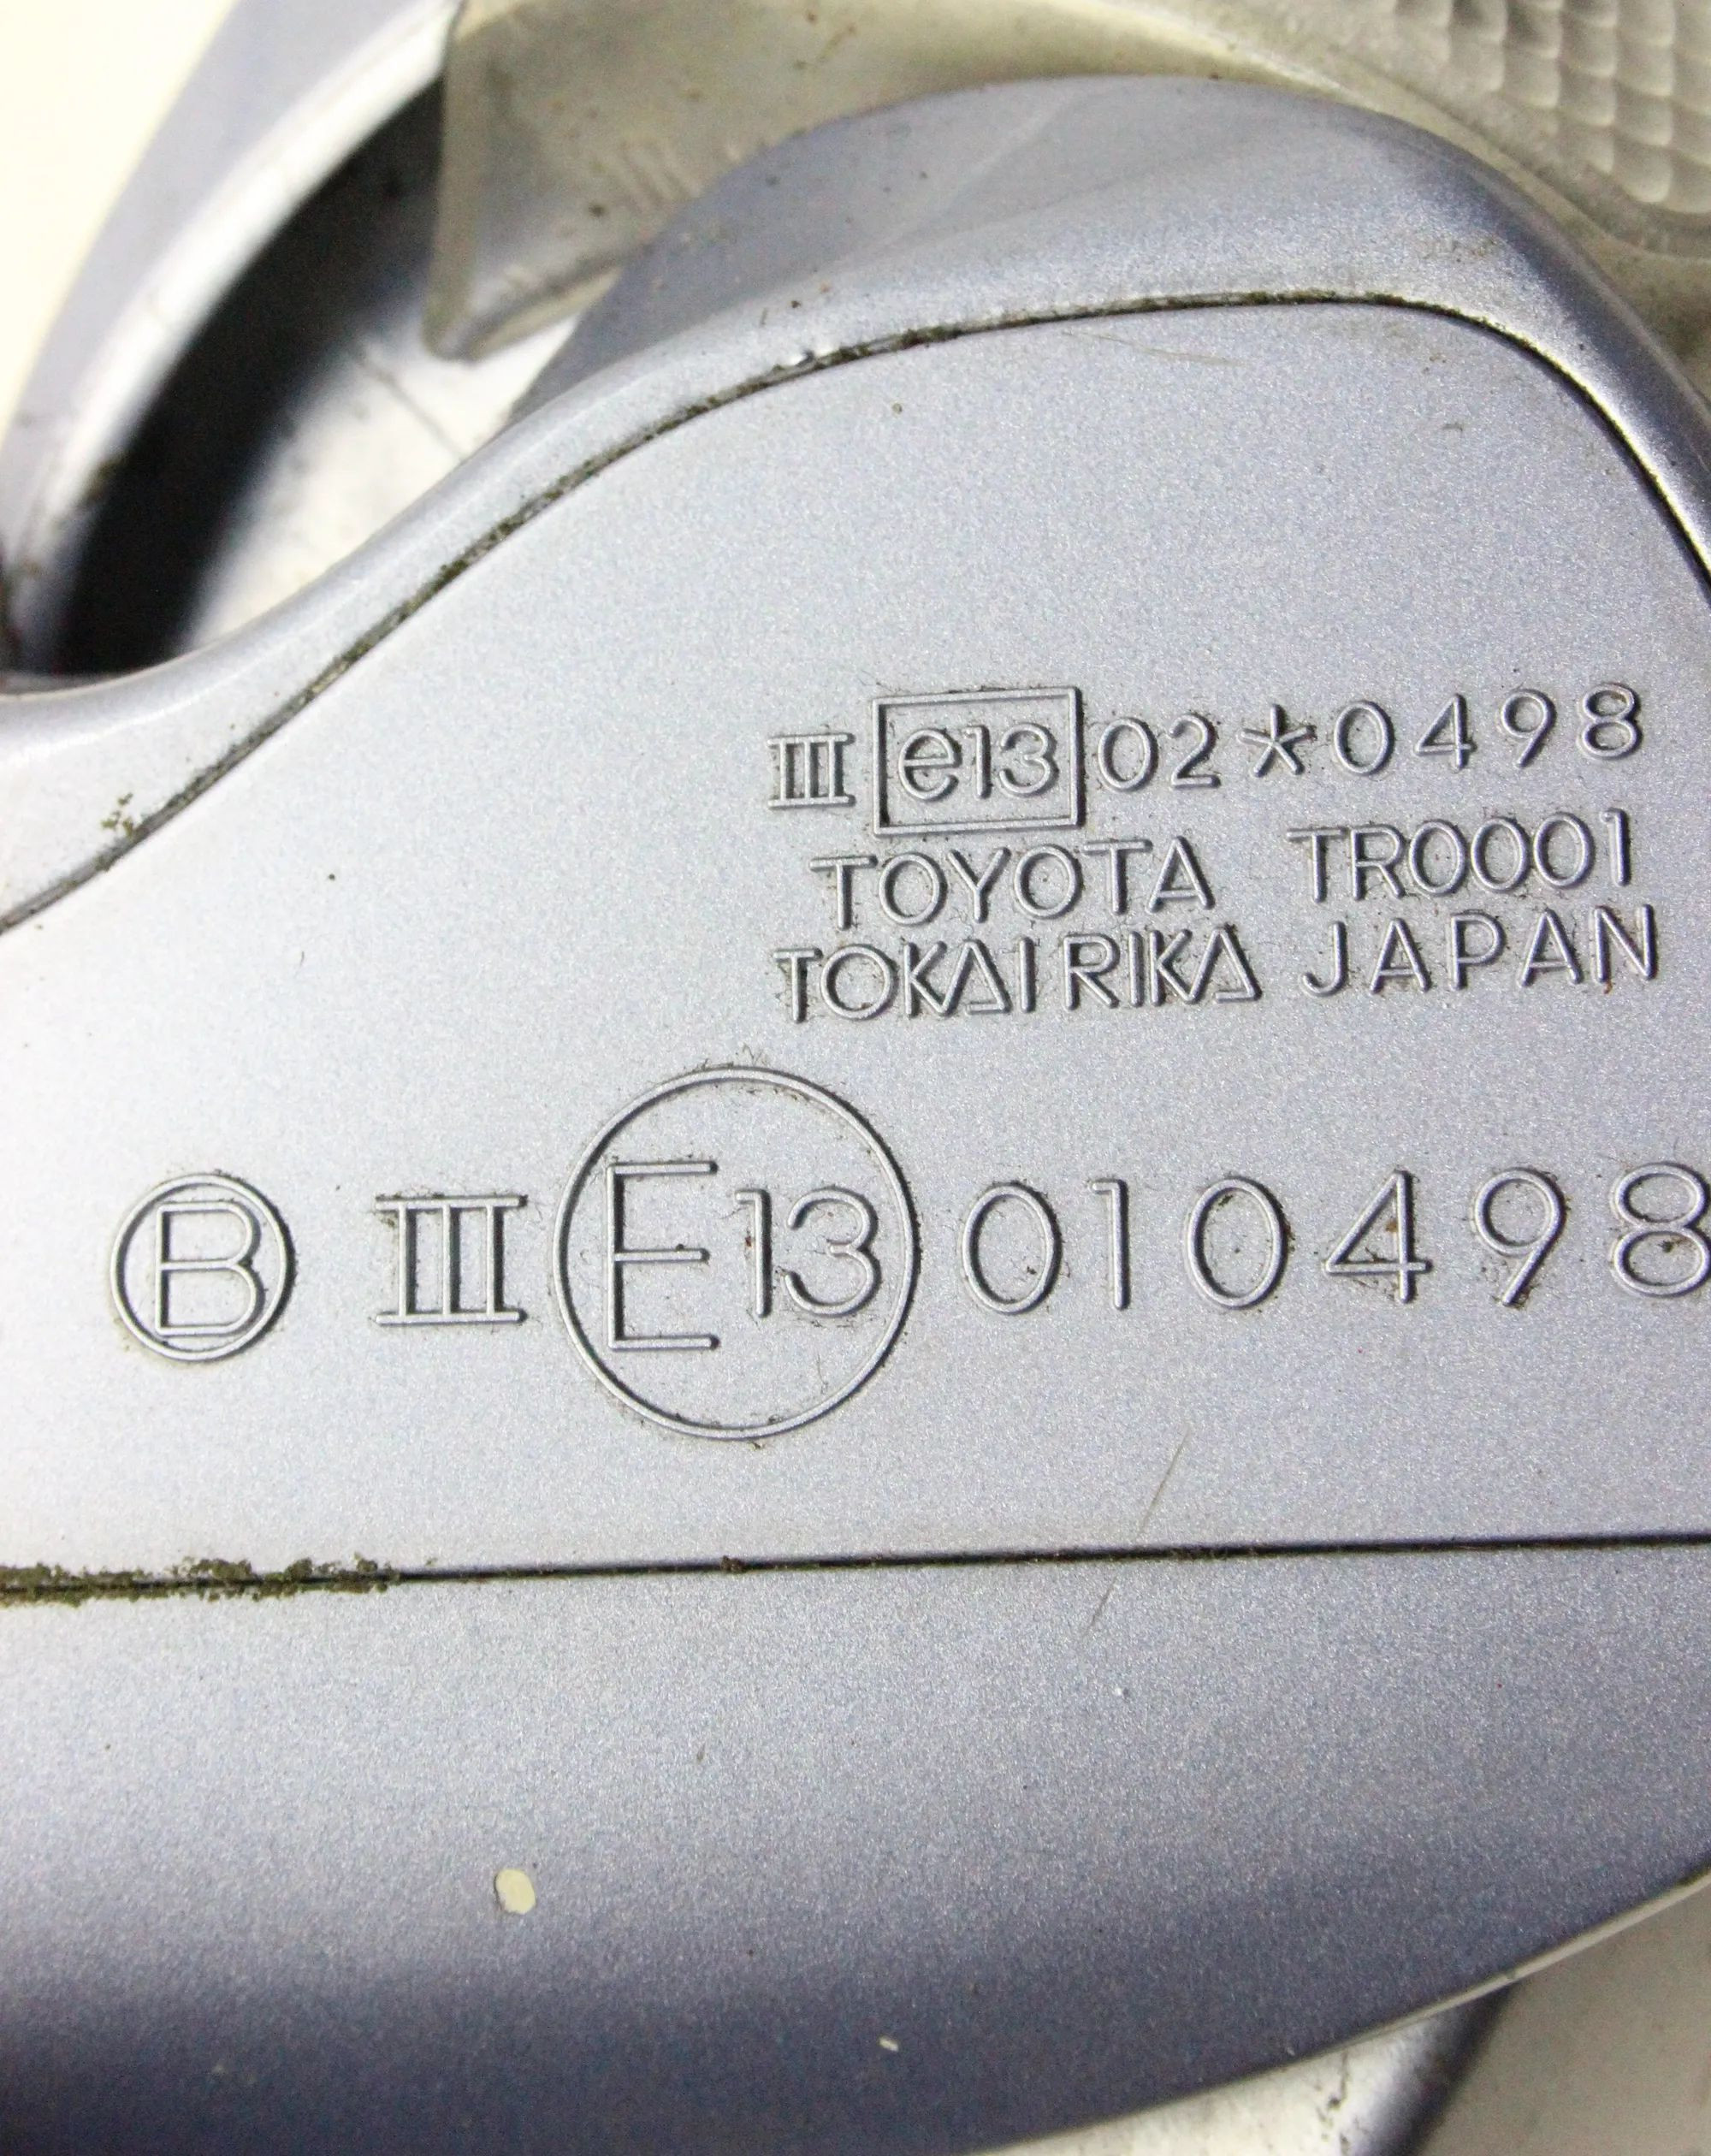 III e13 02*0498
TOYOTA TR0001
TOKAI RIKA JAPAN
B III E13 010498